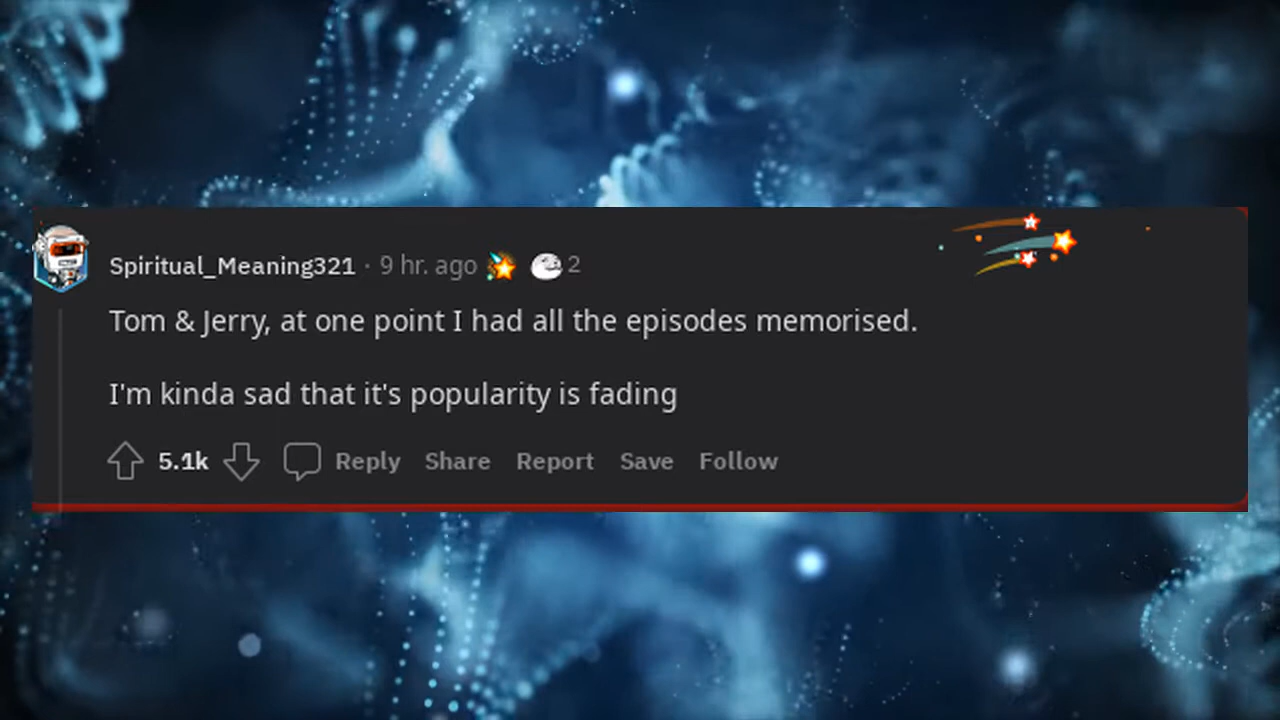 Spiritual_Meaning321 · 9 hr. ago 2
Tom & Jerry, at one point I had all the episodes memorised.
I'm kinda sad that it's popularity is fading
5.1k Reply Share Report Save Follow